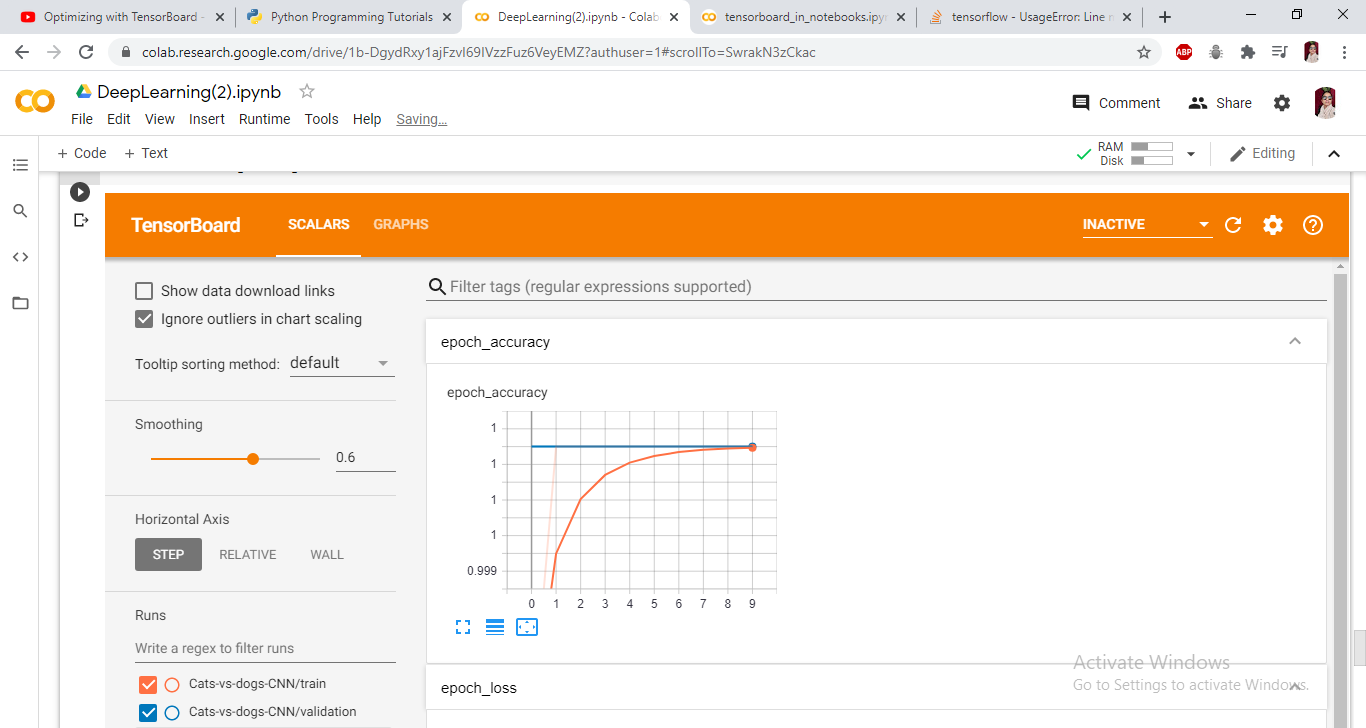 Optimizing with TensorBoard -
Python Programming Tutorials
DeepLearning(2).ipynb - Colab
tensorboard_in_notebooks.ipy
tensorflow - UsageError: Line
colab.research.google.com/drive/1b-DgydRxy1ajFzvI69IVzzFuz6VeyEMZ?authuser=1#scrollTo=SwrakN3zCkac
ABP
DeepLearning(2).ipynb
Comment
Share
File Edit View Insert Runtime Tools Help Saving...
+ Code + Text
RAM
Disk
Editing
TensorBoard
SCALARS
GRAPHS
INACTIVE
Show data download links
Ignore outliers in chart scaling
Tooltip sorting method: default
Smoothing
0.6
Horizontal Axis
STEP RELATIVE WALL
Runs
Write a regex to filter runs
Cats-vs-dogs-CNN/train
Cats-vs-dogs-CNN/validation
Filter tags (regular expressions supported)
epoch_accuracy
epoch_accuracy
1
1
1
1
0.999
0 1 2 3 4 5 6 7 8 9
epoch_loss
Activate Windows
Go to Settings to activate Windows.